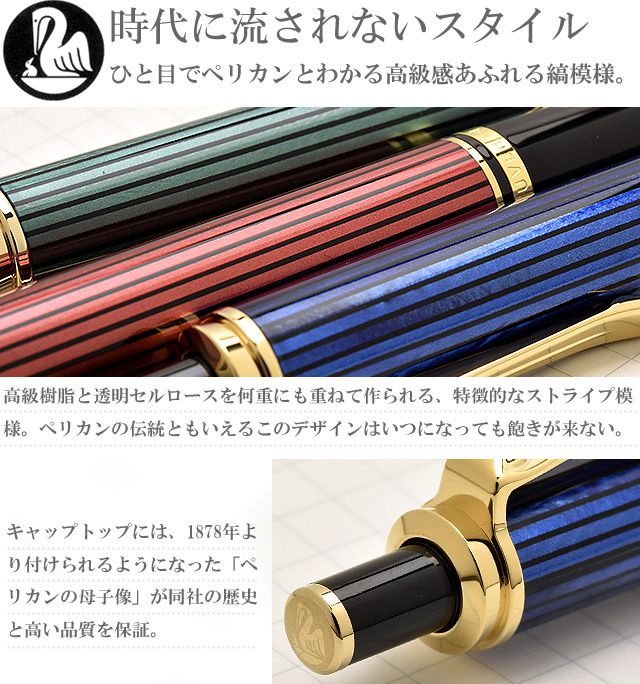 時代に流されないスタイル
ひと目でペリカンとわかる高級感あふれる縞模様。
高級樹脂と透明セルロースを何重にも重ねて作られる、特徴的なストライプ模
様。ペリカンの伝統ともいえるこのデザインはいつになっても飽きが来ない。
キャップトップには、1878年よ
り付けられるようになった「ペ
リカンの母子像」が同社の歴史
と高い品質を保証。